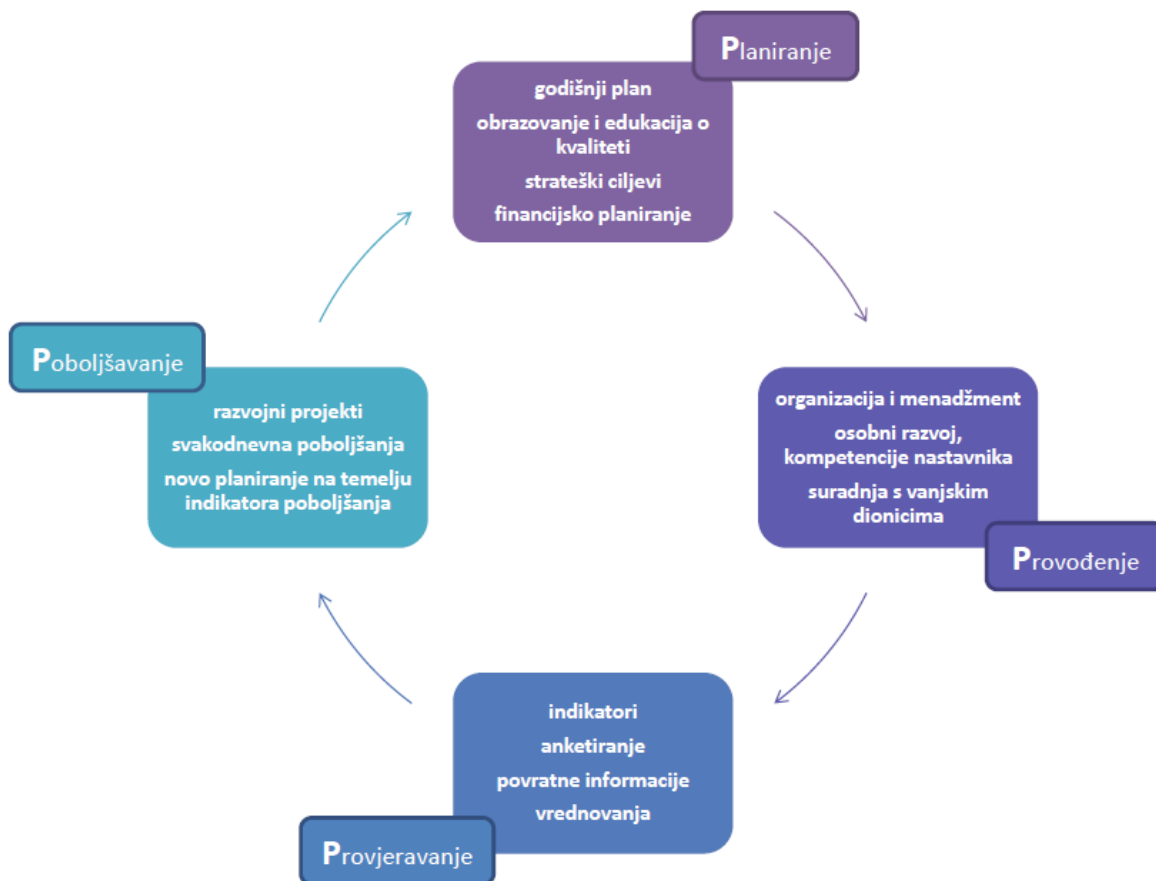 Planiranje
godišnji plan
obrazovanje i edukacija o
kvaliteti
strateški ciljevi
financijsko planiranje
Poboljšavanje
razvojni projekti
svakodnevna poboljšanja
novo planiranje na temelju
indikatora poboljšanja
organizacija i menadžment
osobni razvoj,
kompetencije nastavnika
suradnja s vanjskim
dionicima
Provođenje
indikatori
anketiranje
povratne informacije
vrednovanja
Provjeravanje